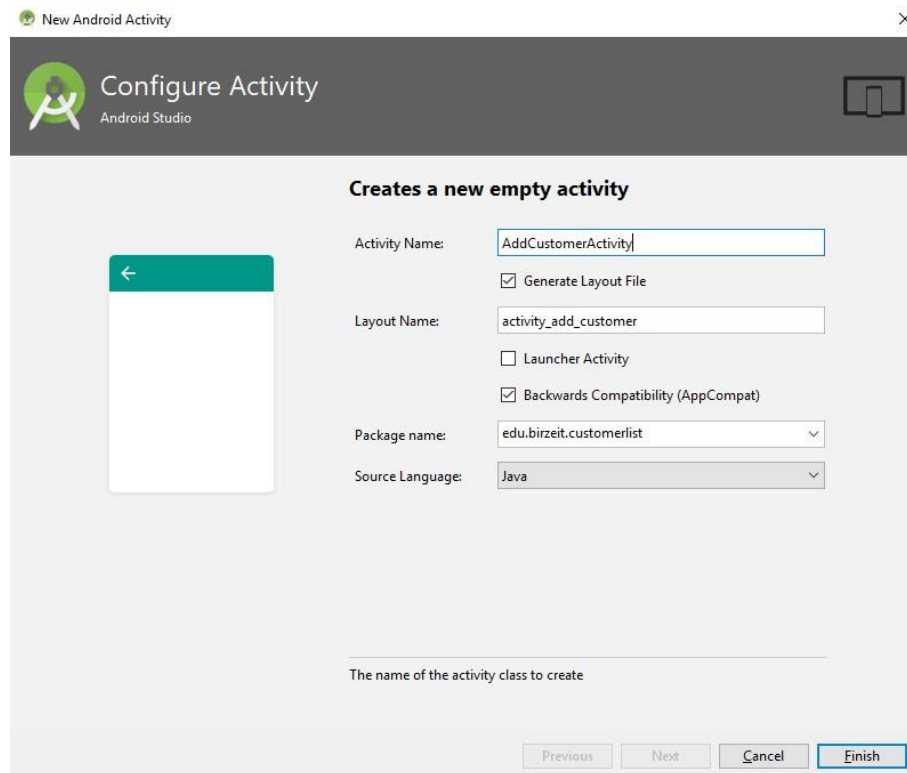 New Android Activity
Configure Activity
Android Studio
Creates a new empty activity
Activity Name:
AddCustomerActivity
Generate Layout File
Layout Name:
activity_add_customer
Launcher Activity
Backwards Compatibility (AppCompat)
Package name:
edu.birzeit.customerlist
Source Language:
Java
The name of the activity class to create
Previous
Next
Cancel
Finish